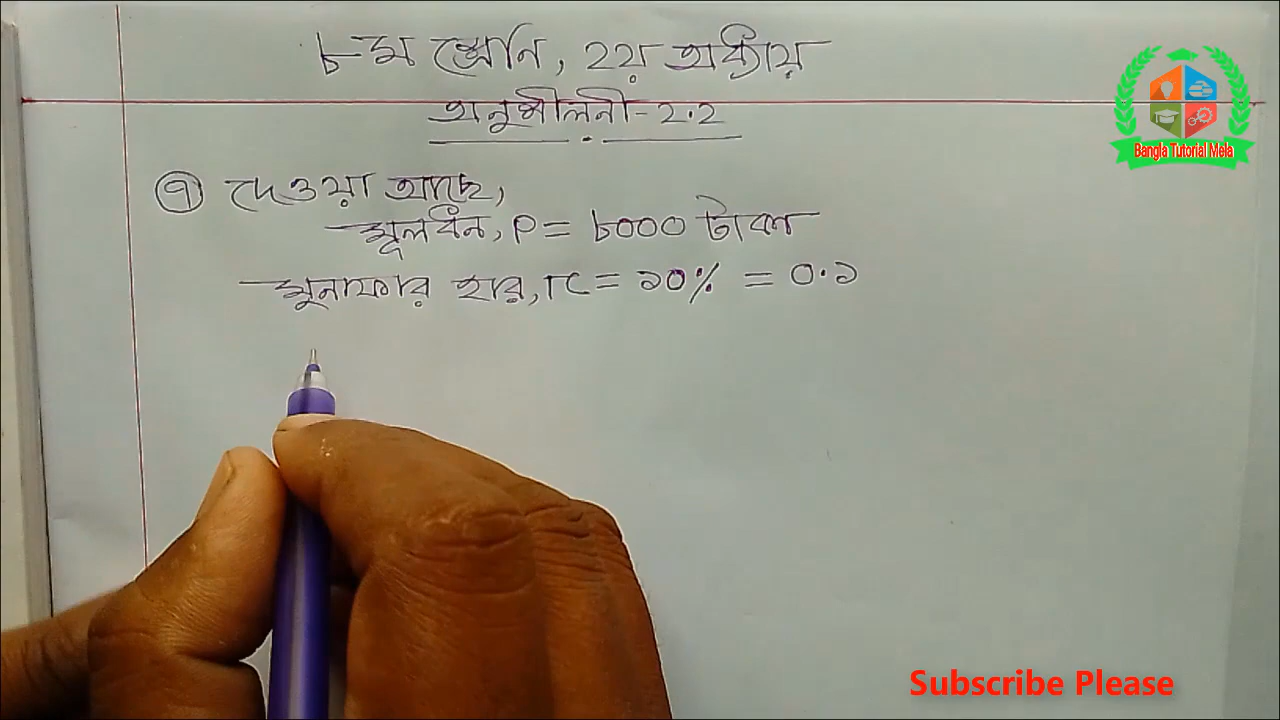 ৮ম শ্রেনি, ২য় অধ্যায়
অনুশীলনী-২.২
৭ দেওয়া আছে,
মূলধন, P = ৮০০০ টাকা
মুনাফার হার, r = ১০% = ০.১
Bangla Tutorial Mela
Subscribe Please